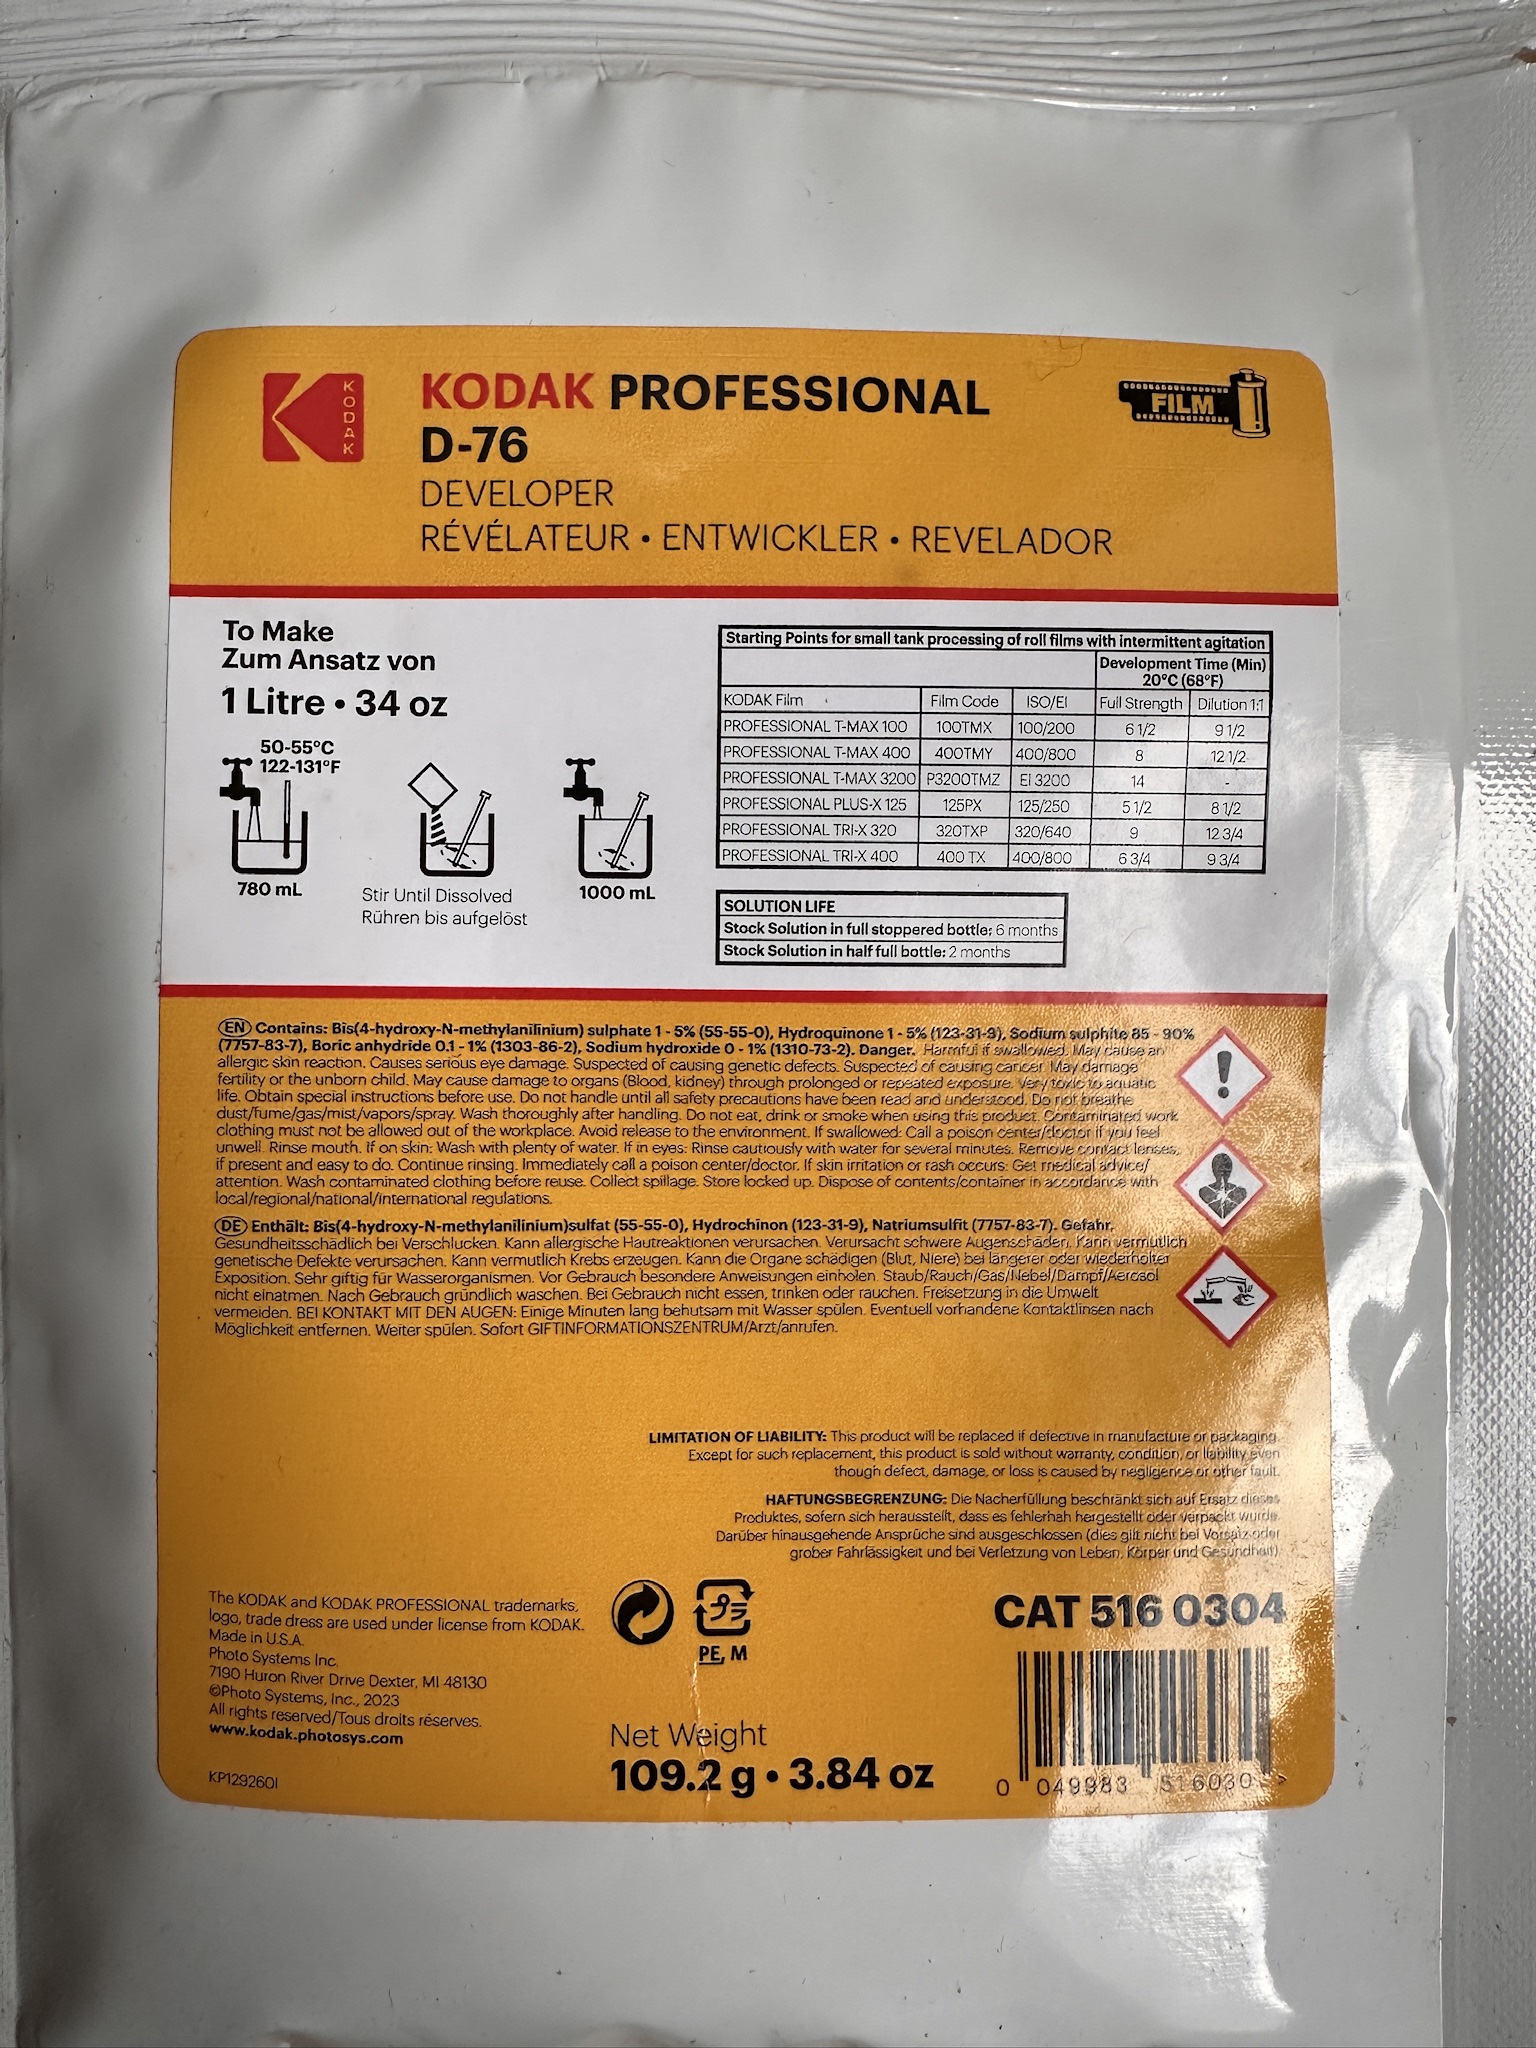 KODAK
KODAK PROFESSIONAL
D-76
DEVELOPER
RÉVÉLATEUR • ENTWICKLER • REVELADOR
FILM
To Make
Zum Ansatz von
1 Litre • 34 oz
50-55°C
122-131°F
780 mL
Stir Until Dissolved
Rühren bis aufgelöst
1000 mL
Starting Points for small tank processing of roll films with intermittent agitation
Development Time (Min)
20°C (68°F)
KODAK Film Film Code ISO/EI Full Strength Dilution 1:1
PROFESSIONAL T-MAX 100 100TMX 100/200 6 1/2 9 1/2
PROFESSIONAL T-MAX 400 400TMY 400/800 8 12 1/2
PROFESSIONAL T-MAX 3200 P3200TMZ EI 3200 14 -
PROFESSIONAL PLUS-X 125 125PX 125/250 5 1/2 8 1/2
PROFESSIONAL TRI-X 320 320TXP 320/640 9 12 3/4
PROFESSIONAL TRI-X 400 400 TX 400/800 6 3/4 9 3/4
SOLUTION LIFE
Stock Solution in full stoppered bottle; 6 months
Stock Solution in half full bottle: 2 months
EN Contains: Bis(4-hydroxy-N-methylanilinium) sulphate 1 - 5% (55-55-0), Hydroquinone 1 - 5% (123-31-9), Sodium sulphite 85 - 90%
(7757-83-7), Boric anhydride 0.1 - 1% (1303-86-2), Sodium hydroxide 0 - 1% (1310-73-2). Danger. Harmful if swallowed. May cause an
allergic skin reaction. Causes serious eye damage. Suspected of causing genetic defects. Suspected of causing cancer. May damage
fertility or the unborn child. May cause damage to organs (Blood, kidney) through prolonged or repeated exposure. Very toxic to aquatic
life. Obtain special instructions before use. Do not handle until all safety precautions have been read and understood. Do not breathe
dust/fume/gas/mist/vapors/spray. Wash thoroughly after handling. Do not eat, drink or smoke when using this product. Contaminated work
clothing must not be allowed out of the workplace. Avoid release to the environment. If swallowed: Call a poison center/doctor if you feel
unwell. Rinse mouth. If on skin: Wash with plenty of water. If in eyes: Rinse cautiously with water for several minutes. Remove contact lenses,
if present and easy to do. Continue rinsing. Immediately call a poison center/doctor. If skin irritation or rash occurs: Get medical advice/
attention. Wash contaminated clothing before reuse. Collect spillage. Store locked up. Dispose of contents/container in accordance with
local/regional/national/international regulations.
DE Enthält: Bis(4-hydroxy-N-methylanilinium)sulfat (55-55-0), Hydrochinon (123-31-9), Natriumsulfit (7757-83-7). Gefahr.
Gesundheitsschädlich bei Verschlucken. Kann allergische Hautreaktionen verursachen. Verursacht schwere Augenschäden. Kann vermutlich
genetische Defekte verursachen. Kann vermutlich Krebs erzeugen. Kann die Organe schädigen (Blut, Niere) bei längerer oder wiederholter
Exposition. Sehr giftig für Wasserorganismen. Vor Gebrauch besondere Anweisungen einholen. Staub/Rauch/Gas/Nebel/Dampf/Aerosol
nicht einatmen. Nach Gebrauch gründlich waschen. Bei Gebrauch nicht essen, trinken oder rauchen. Freisetzung in die Umwelt
vermeiden. BEI KONTAKT MIT DEN AUGEN: Einige Minuten lang behutsam mit Wasser spülen. Eventuell vorhandene Kontaktlinsen nach
Möglichkeit entfernen. Weiter spülen. Sofort GIFTINFORMATIONSZENTRUM/Arzt/anrufen.
LIMITATION OF LIABILITY: This product will be replaced if defective in manufacture or packaging.
Except for such replacement, this product is sold without warranty, condition, or liability even
though defect, damage, or loss is caused by negligence or other fault.
HAFTUNGSBEGRENZUNG: Die Nacherfüllung beschränkt sich auf Ersatz dieses
Produktes, sofern sich herausstellt, dass es fehlerhah hergestellt oder verpackt wurde.
Darüber hinausgehende Ansprüche sind ausgeschlossen (dies gilt nicht bei Vorsatz oder
grober Fahrlässigkeit und bei Verletzung von Leben, Körper und Gesundheit)
The KODAK and KODAK PROFESSIONAL trademarks,
logo, trade dress are used under license from KODAK.
Made in U.S.A.
Photo Systems Inc.
7190 Huron River Drive Dexter, MI 48130
©Photo Systems, Inc., 2023
All rights reserved/Tous droits réserves.
www.kodak.photosys.com
KP129260I
プラ
PE, M
Net Weight
109.2 g • 3.84 oz
CAT 516 0304
0 049983 516030 >